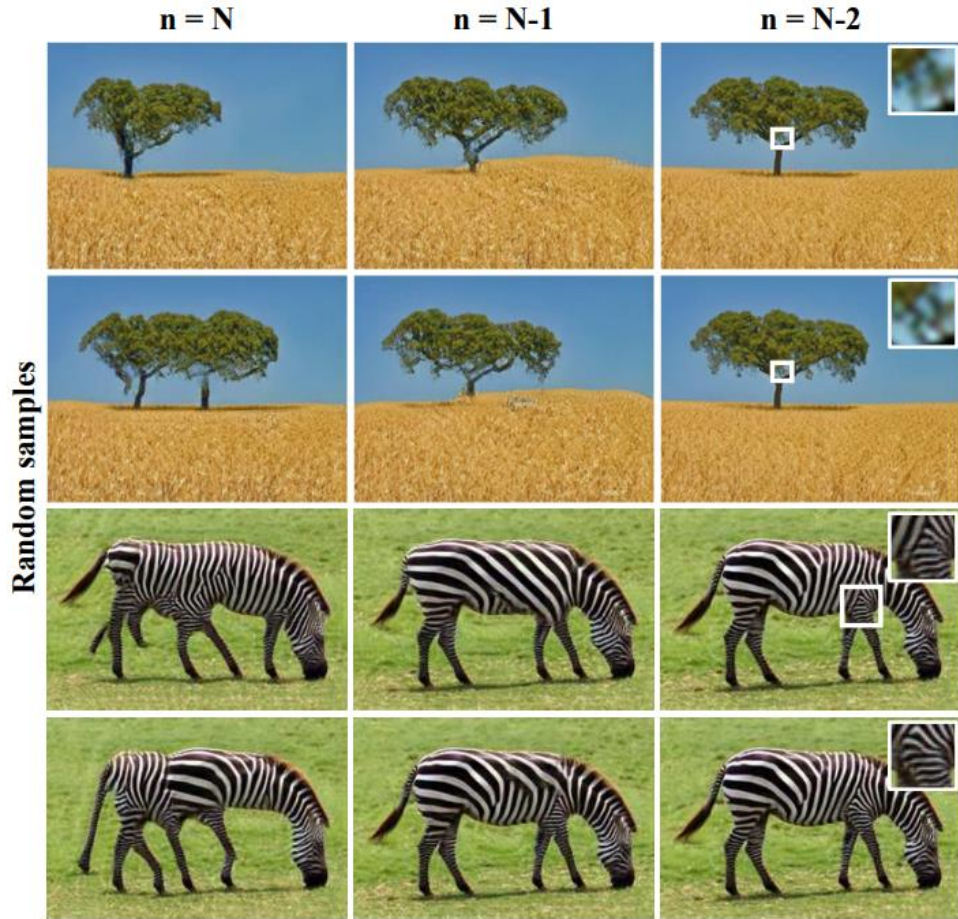 n = N
n = N-1
n = N-2
Random samples